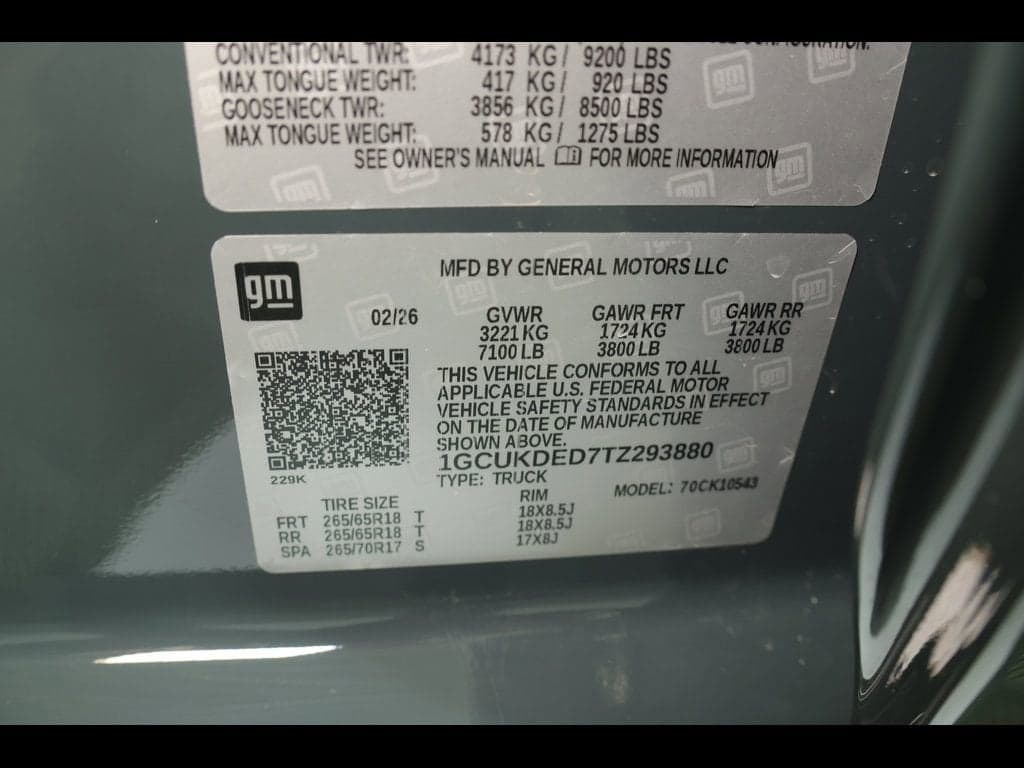 CONVENTIONAL TWR: 4173 KG/ 9200 LBS
MAX TONGUE WEIGHT: 417 KG/ 920 LBS
GOOSENECK TWR: 3856 KG/ 8500 LBS
MAX TONGUE WEIGHT: 578 KG/ 1275 LBS
SEE OWNER'S MANUAL FOR MORE INFORMATION
gm
MFD BY GENERAL MOTORS LLC
02/26 GVWR GAWR FRT GAWR RR
3221 KG 1724 KG 1724 KG
7100 LB 3800 LB 3800 LB
THIS VEHICLE CONFORMS TO ALL
APPLICABLE U.S. FEDERAL MOTOR
VEHICLE SAFETY STANDARDS IN EFFECT
ON THE DATE OF MANUFACTURE
SHOWN ABOVE.
1GCUKDED7TZ293880
TYPE: TRUCK MODEL: 70CK10543
229K
TIRE SIZE RIM
FRT 265/65R18 T 18X8.5J
RR 265/65R18 T 18X8.5J
SPA 265/70R17 S 17X8J